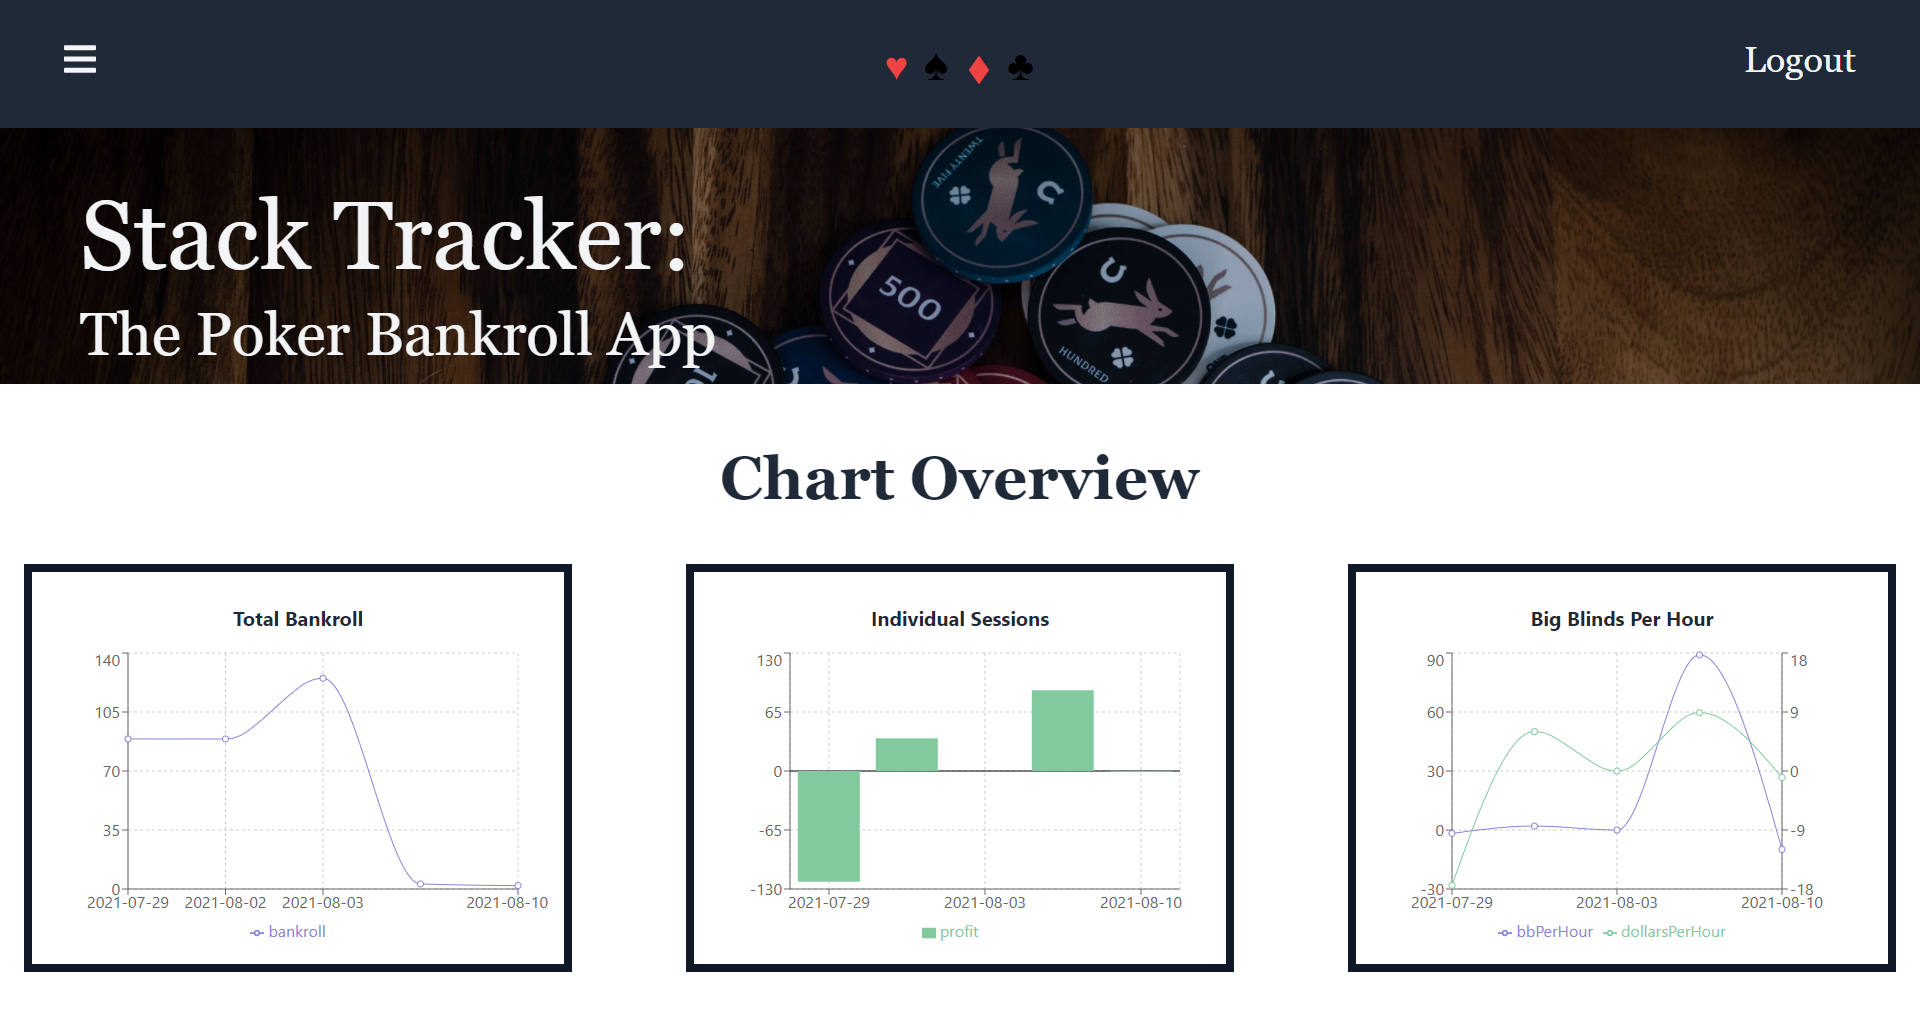 ♥ ♠ ♦ ♣
Logout
TWENTY FIVE
Stack Tracker:
500
The Poker Bankroll App
HUNDRED
Chart Overview
Total Bankroll
140
105
70
35
0
2021-07-29 2021-08-02 2021-08-03 2021-08-10
bankroll
Individual Sessions
130
65
0
-65
-130
2021-07-29 2021-08-03 2021-08-10
profit
Big Blinds Per Hour
90 18
60 9
30 0
0 -9
-30 -18
2021-07-29 2021-08-03 2021-08-10
bbPerHour dollarsPerHour